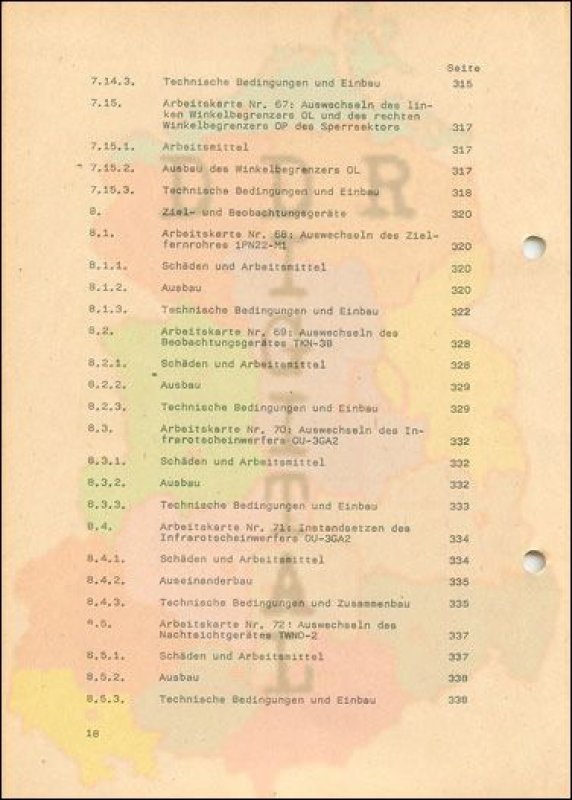 Seite
7.14.3. Technische Bedingungen und Einbau 315
7.15. Arbeitskarte Nr. 67: Auswechseln des lin-
ken Winkelbegrenzers OL und des rechten
Winkelbegrenzers OP des Sperrsektors 317
7.15.1. Arbeitsmittel 317
7.15.2. Ausbau des Winkelbegrenzers OL 317
7.15.3. Technische Bedingungen und Einbau 318
8. Ziel- und Beobachtungsgeräte 320
8.1. Arbeitskarte Nr. 68: Auswechseln des Ziel-
fernrohres 1PN22-M1 320
8.1.1. Schäden und Arbeitsmittel 320
8.1.2. Ausbau 320
8.1.3. Technische Bedingungen und Einbau 322
8.2. Arbeitskarte Nr. 69: Auswechseln des
Beobachtungsgerätes TKN-3B 328
8.2.1. Schäden und Arbeitsmittel 328
8.2.2. Ausbau 329
8.2.3. Technische Bedingungen und Einbau 329
8.3. Arbeitskarte Nr. 70: Auswechseln des In-
frarotscheinwerfers OU-3GA2 332
8.3.1. Schäden und Arbeitsmittel 332
8.3.2. Ausbau 332
8.3.3. Technische Bedingungen und Einbau 333
8.4. Arbeitskarte Nr. 71: Instandsetzen des
Infrarotscheinwerfers OU-3GA2 334
8.4.1. Schäden und Arbeitsmittel 334
8.4.2. Auseinanderbau 335
8.4.3. Technische Bedingungen und Zusammenbau 335
8.5. Arbeitskarte Nr. 72: Auswechseln des
Nachtsichtgerätes TWNO-2 337
8.5.1. Schäden und Arbeitsmittel 337
8.5.2. Ausbau 338
8.5.3. Technische Bedingungen und Einbau 338
18
DDR
DIGITAL